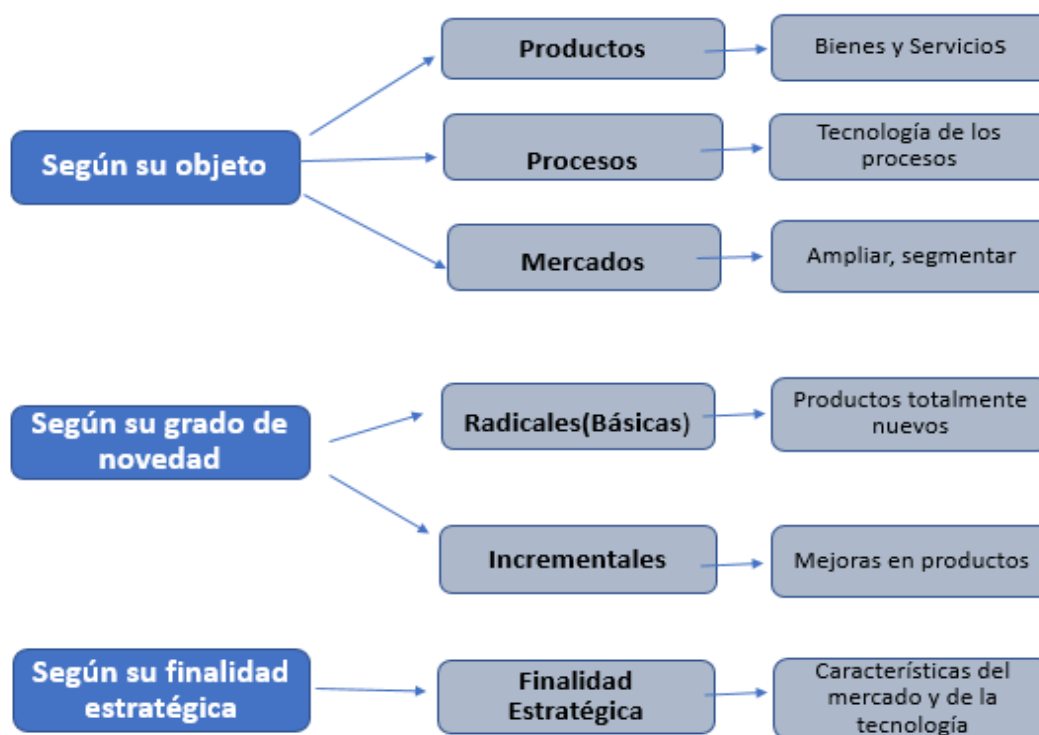 Productos
Bienes y Servicios
Según su objeto
Procesos
Tecnología de los
procesos
Mercados
Ampliar, segmentar
Según su grado de
novedad
Radicales(Básicas)
Productos totalmente
nuevos
Incrementales
Mejoras en productos
Según su finalidad
estratégica
Finalidad
Estratégica
Características del
mercado y de la
tecnología